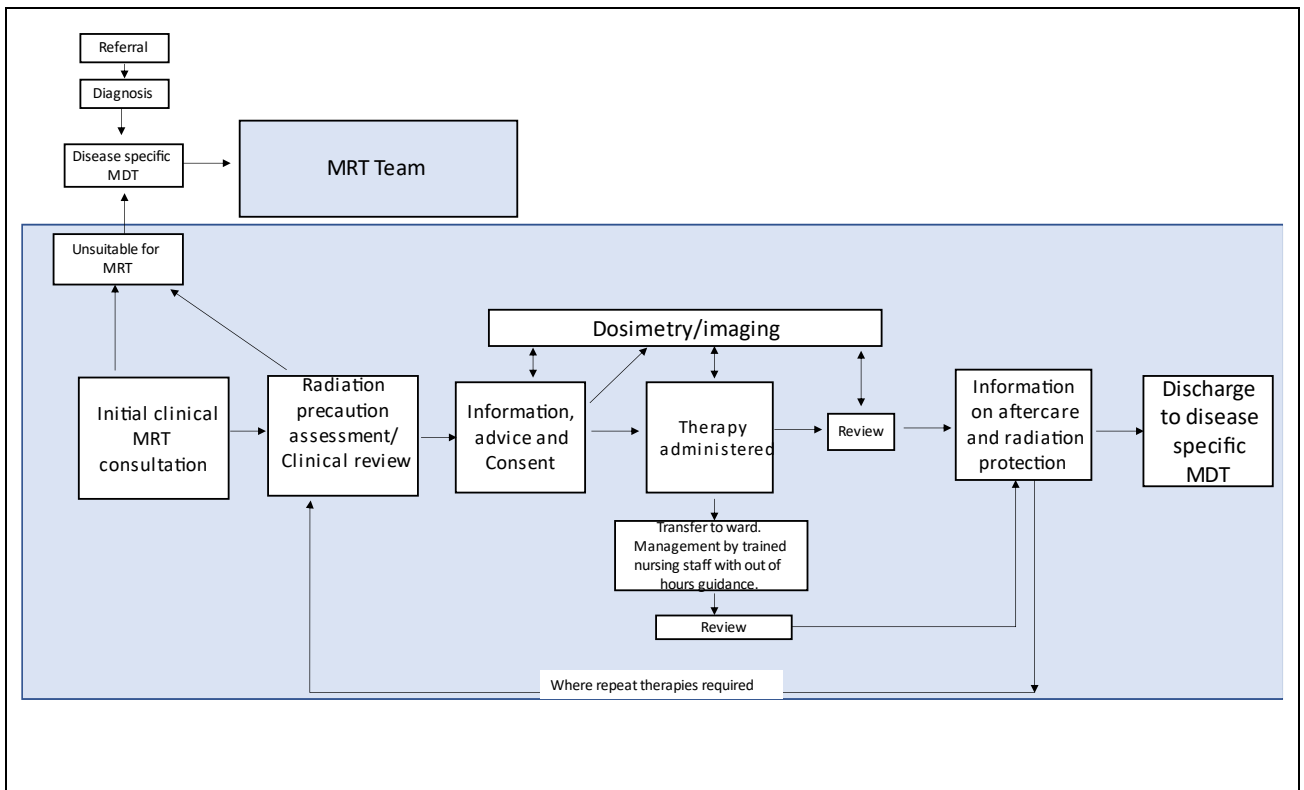 Referral
Diagnosis
Disease specific
MDT
MRT Team
Unsuitable for
MRT
Dosimetry/imaging
Initial clinical
MRT
consultation
Radiation
precaution
assessment/
Clinical review
Information,
advice and
Consent
Therapy
administered
Review
Information
on aftercare
and radiation
protection
Discharge
to disease
specific
MDT
Transfer to ward.
Management by trained
nursing staff with out of
hours guidance.
Review
Where repeat therapies required